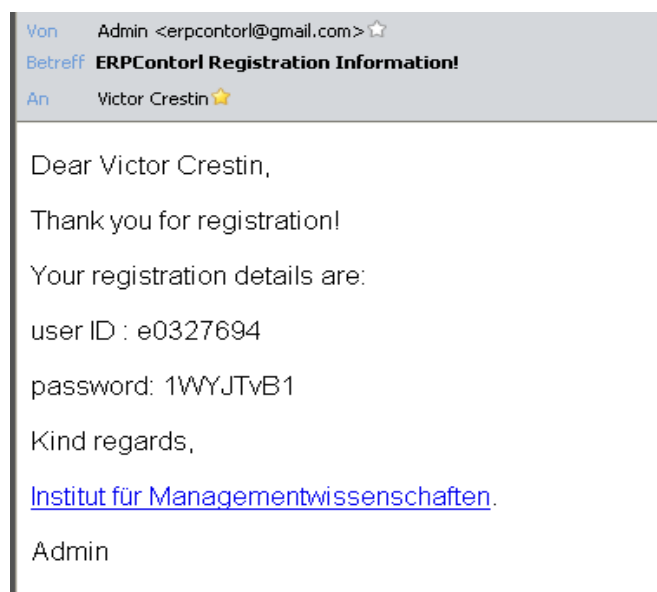 Von Admin <erpcontorl@gmail.com>
Betreff ERPContorl Registration Information!
An Victor Crestin
Dear Victor Crestin,
Thank you for registration!
Your registration details are:
user ID : e0327694
password: 1WYJTvB1
Kind regards,
Institut für Managementwissenschaften.
Admin